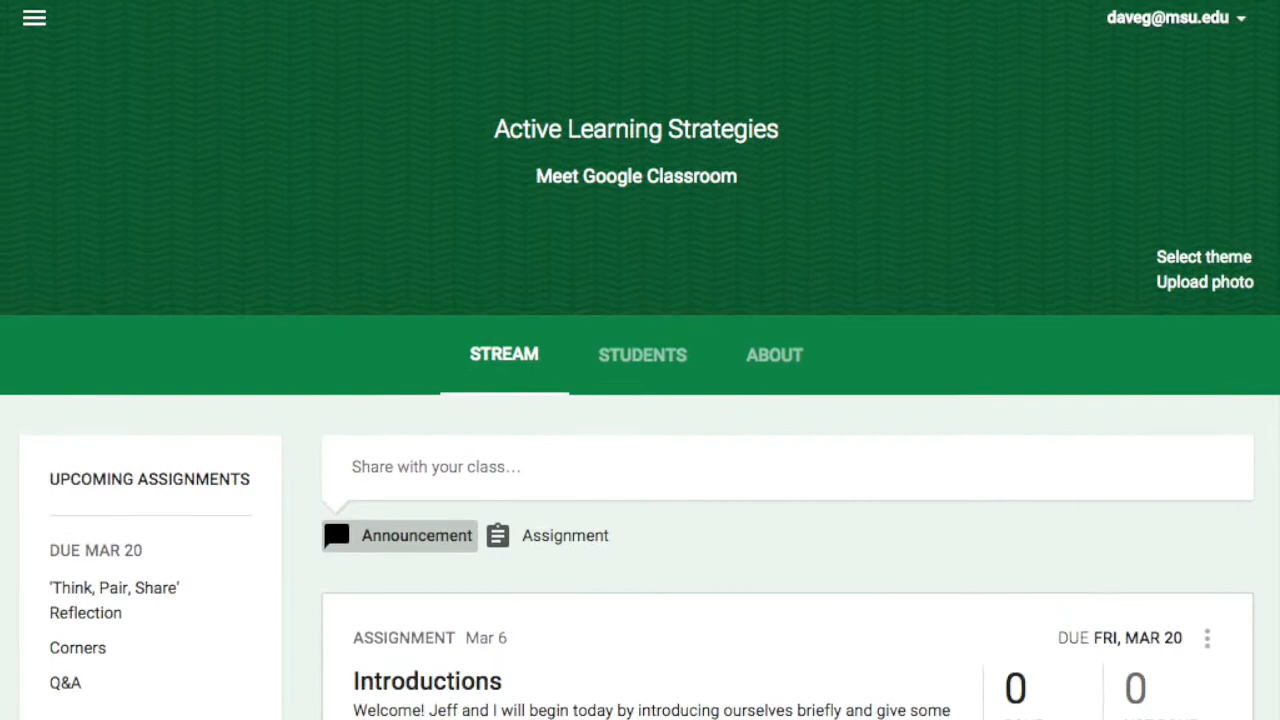 daveg@msu.edu
Active Learning Strategies
Meet Google Classroom
Select theme
Upload photo
STREAM STUDENTS ABOUT
UPCOMING ASSIGNMENTS
DUE MAR 20
'Think, Pair, Share'
Reflection
Corners
Q&A
Share with your class...
Announcement Assignment
ASSIGNMENT Mar 6 DUE FRI, MAR 20
Introductions 0 0
Welcome! Jeff and I will begin today by introducing ourselves briefly and give some